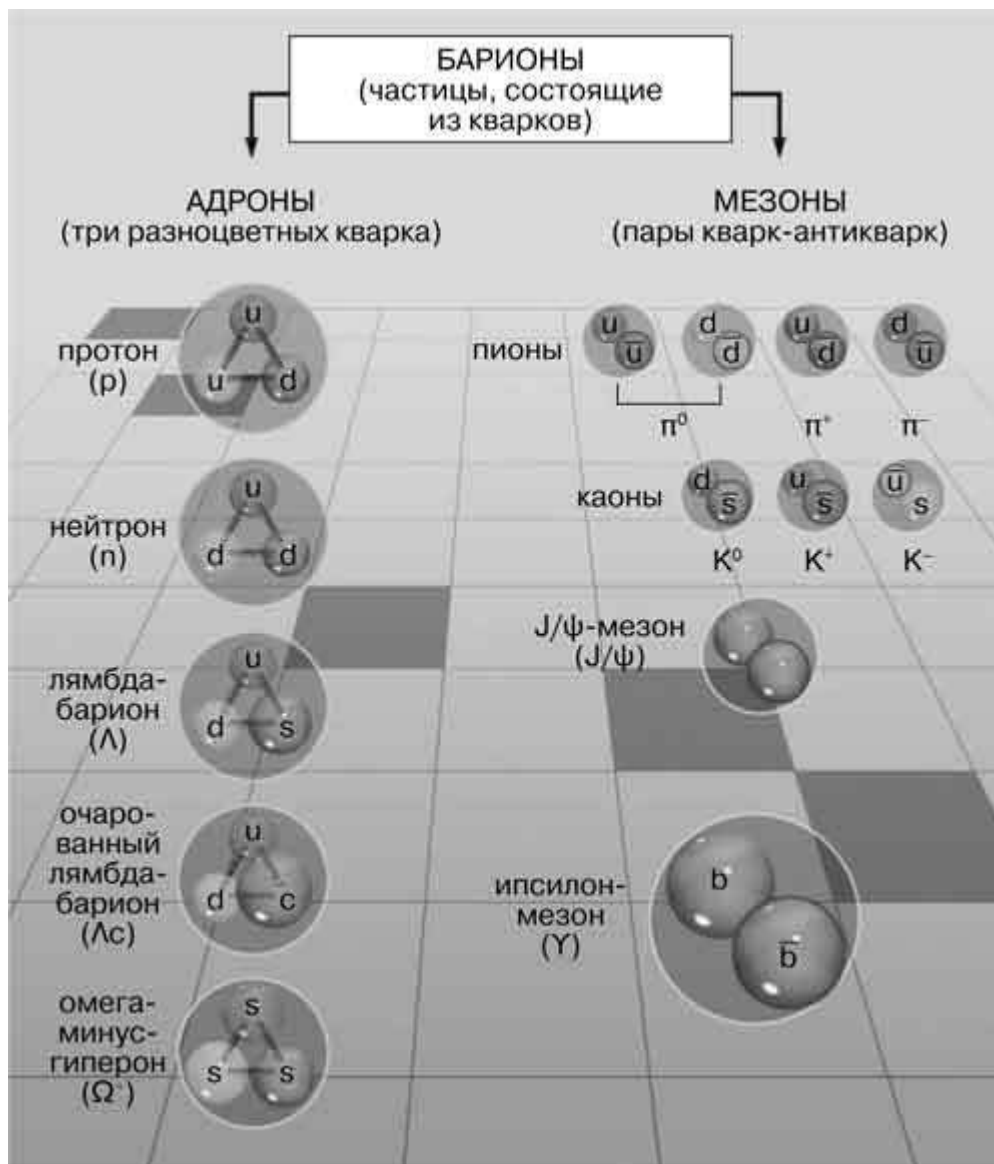 БАРИОНЫ
(частицы, состоящие
из кварков)
АДРОНЫ
(три разноцветных кварка)
МЕЗОНЫ
(пары кварк-антикварк)
протон
(p)
u
u d
нейтрон
(n)
u
d d
лямбда-
барион
(Λ)
u
d s
очаро-
ванный
лямбда-
барион
(Λc)
u
d c
омега-
минус-
гиперон
(Ω⁻)
s
s s
пионы
u u̅ d d̅ u d̅ d u̅
π⁰ π⁺ π⁻
каоны
d s̅ u s̅ u̅ s
K⁰ K⁺ K⁻
J/ψ-мезон
(J/ψ)
ипсилон-
мезон
(ϒ)
b
b̅